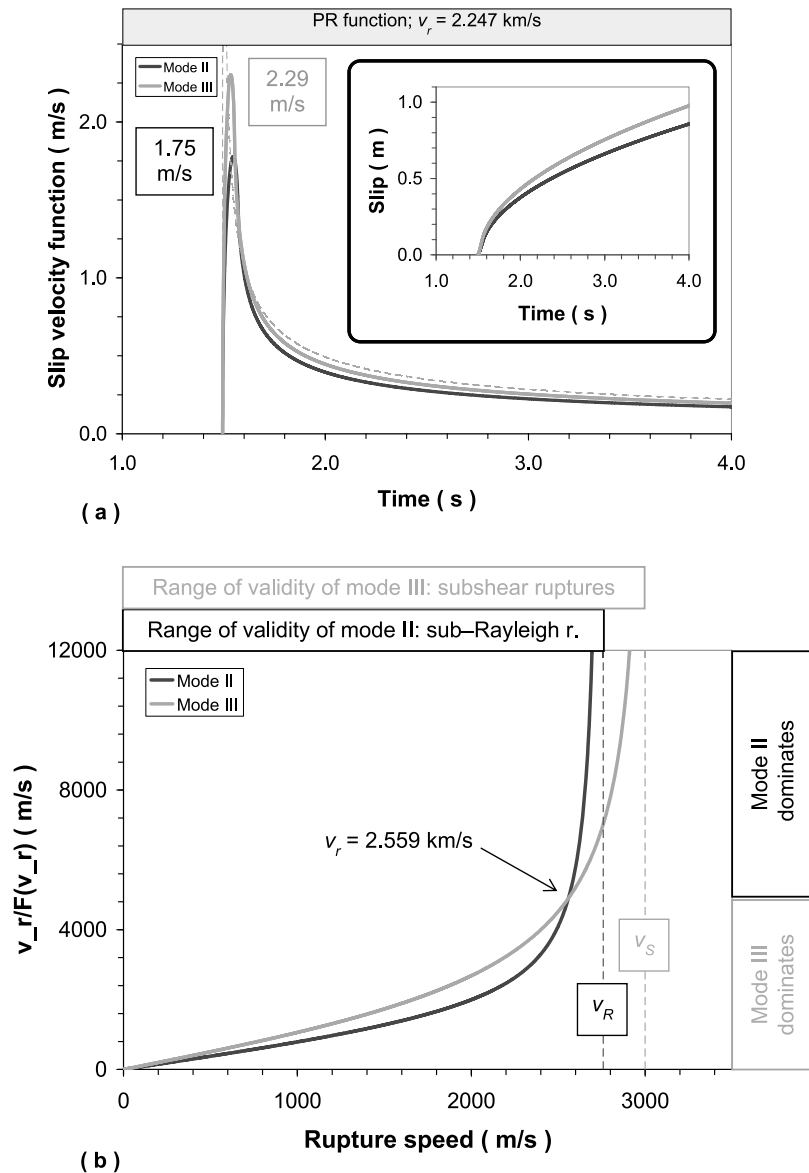 PR function; v_r = 2.247 km/s
Mode II
Mode III
2.29
m/s
1.75
m/s
Slip velocity function ( m/s )
2.0
1.0
0.0
1.0
2.0
3.0
4.0
Time ( s )
Slip ( m )
1.0
0.5
0.0
1.0
2.0
3.0
4.0
Time ( s )
( a )
Range of validity of mode III: subshear ruptures
Range of validity of mode II: sub–Rayleigh r.
Mode II
Mode III
v_r/F(v_r) ( m/s )
12000
8000
4000
0
v_r = 2.559 km/s
v_S
v_R
Mode II
dominates
Mode III
dominates
0
1000
2000
3000
Rupture speed ( m/s )
( b )